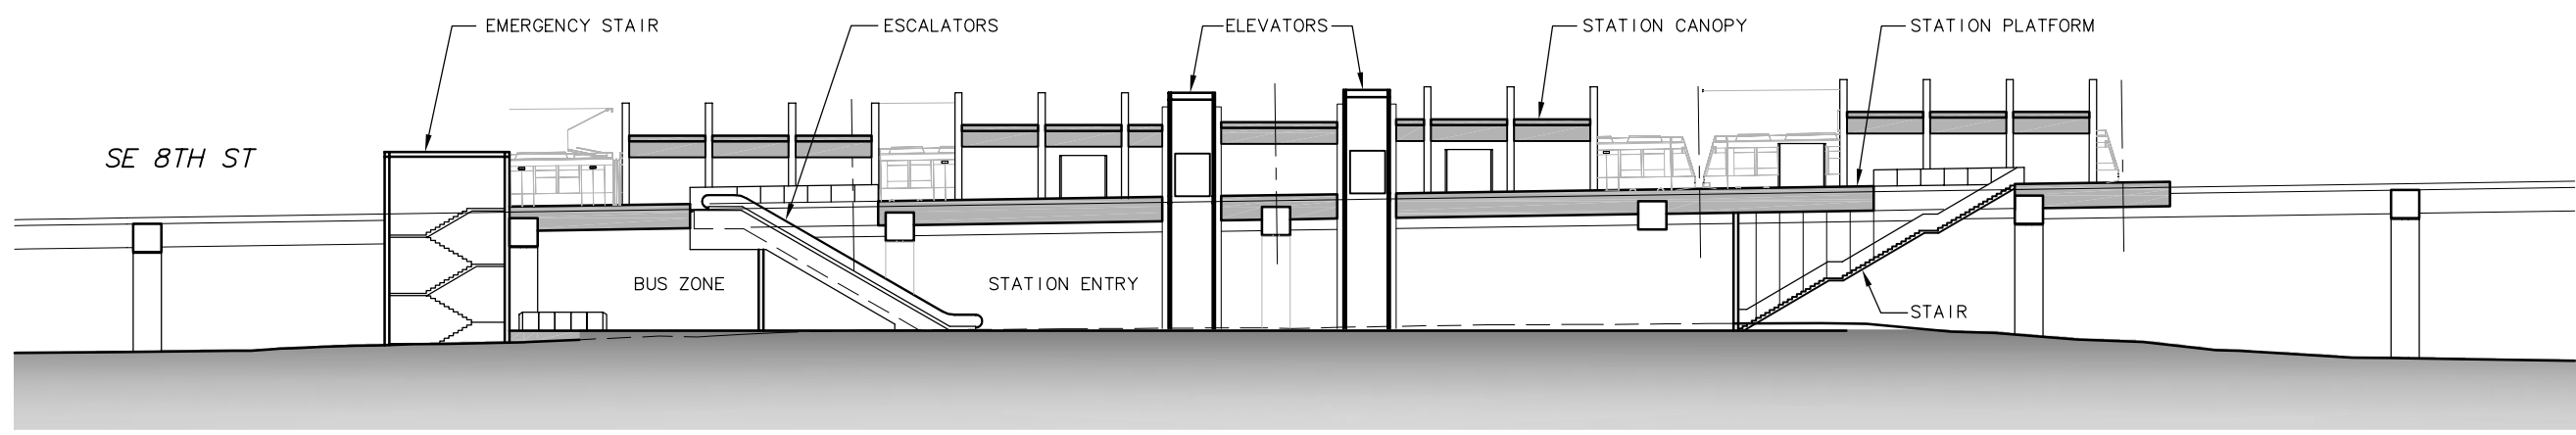 EMERGENCY STAIR
ESCALATORS
ELEVATORS
STATION CANOPY
STATION PLATFORM
SE 8TH ST
BUS ZONE
STATION ENTRY
STAIR